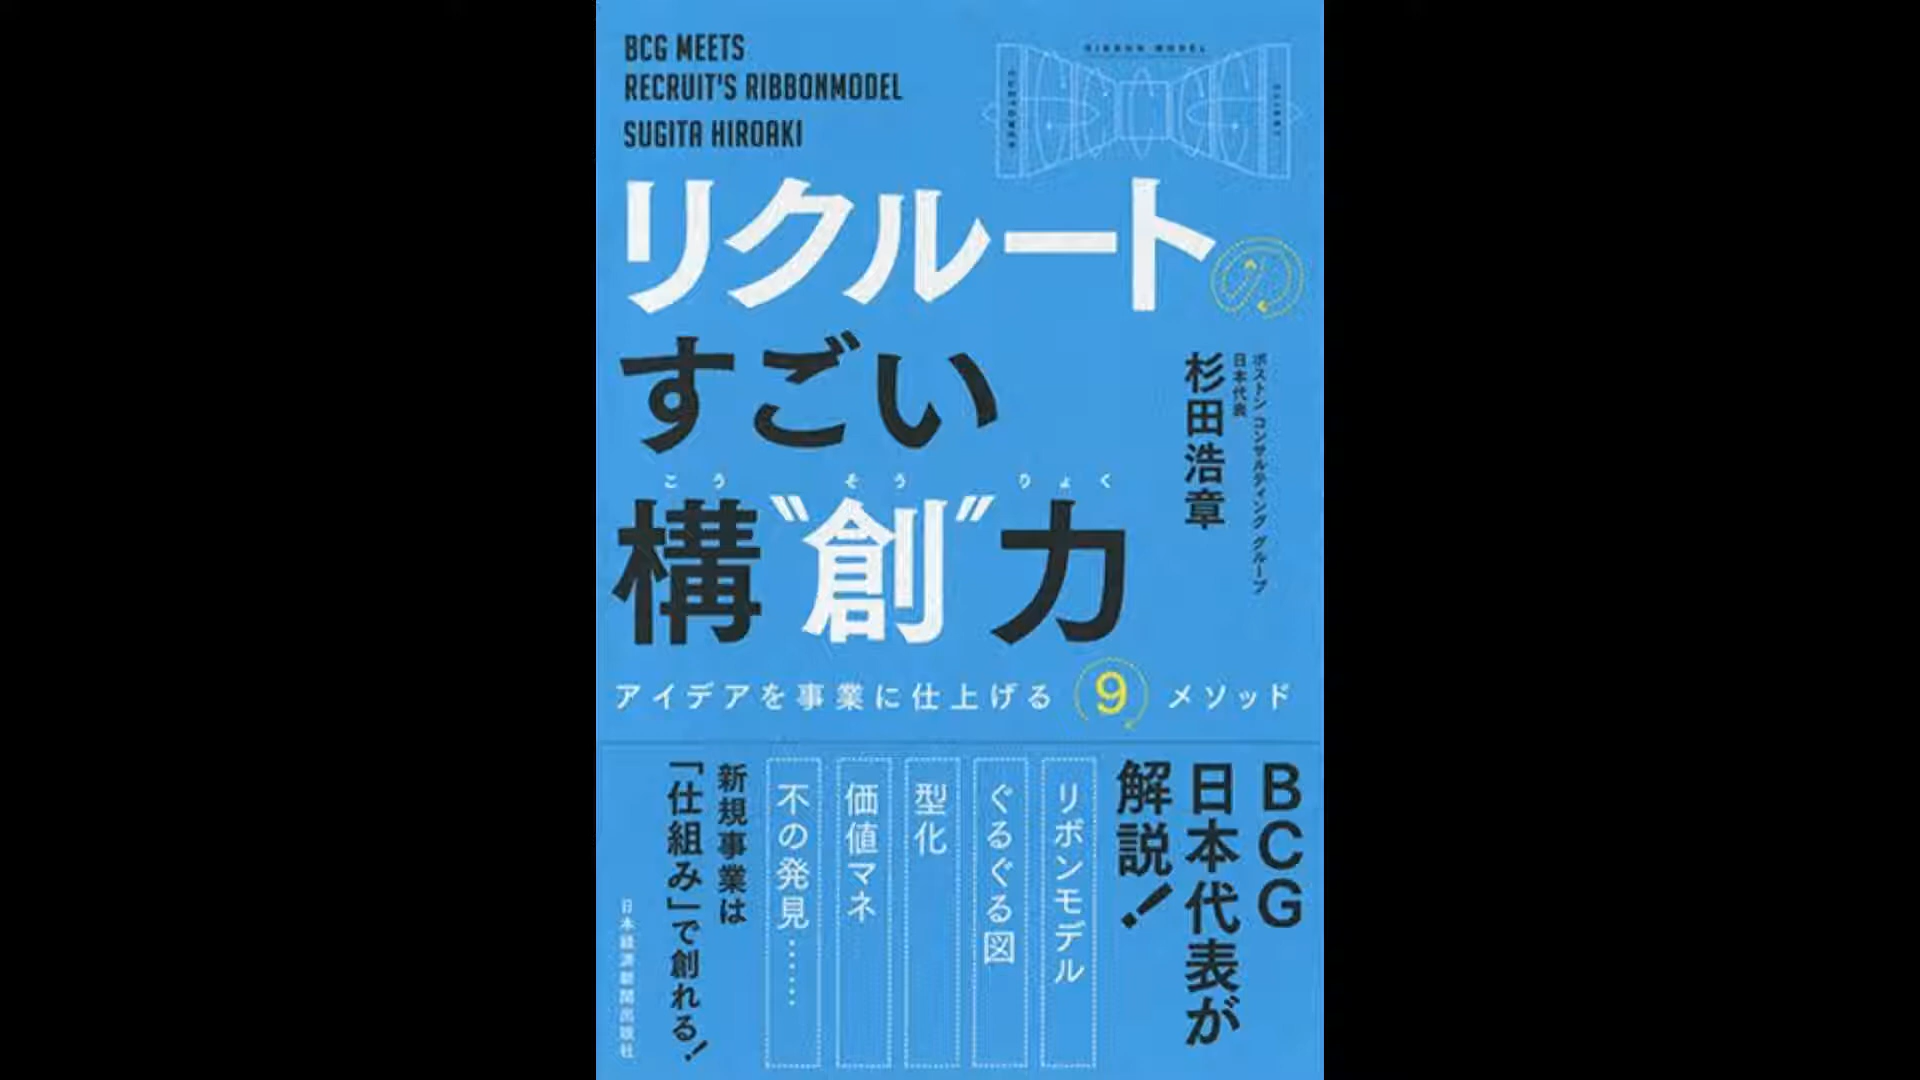 BCG MEETS
RECRUIT'S RIBBONMODEL
SUGITA HIROAKI
RIBBON MODEL
リクルートの
すごい
こうそうりょく
構“創”力
ボストン コンサルティング グループ
日本代表
杉田浩章
アイデアを事業に仕上げる9メソッド
BCG
日本代表が
解説!
リボンモデル
ぐるぐる図
型化
価値マネ
不の発見……
新規事業は
「仕組み」で創れる!
日本経済新聞出版社